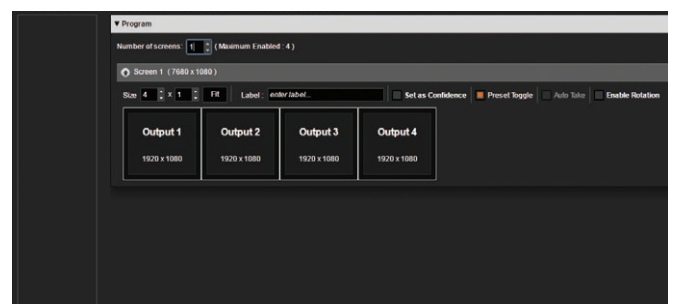 ▼ Program
Number of screens: 1 ( Maximum Enabled : 4 )
Screen 1 ( 7680 x 1080 )
Size 4 x 1 Fit Label : enter label... Set as Confidence Preset Toggle Auto Take Enable Rotation
Output 1 Output 2 Output 3 Output 4
1920 x 1080 1920 x 1080 1920 x 1080 1920 x 1080